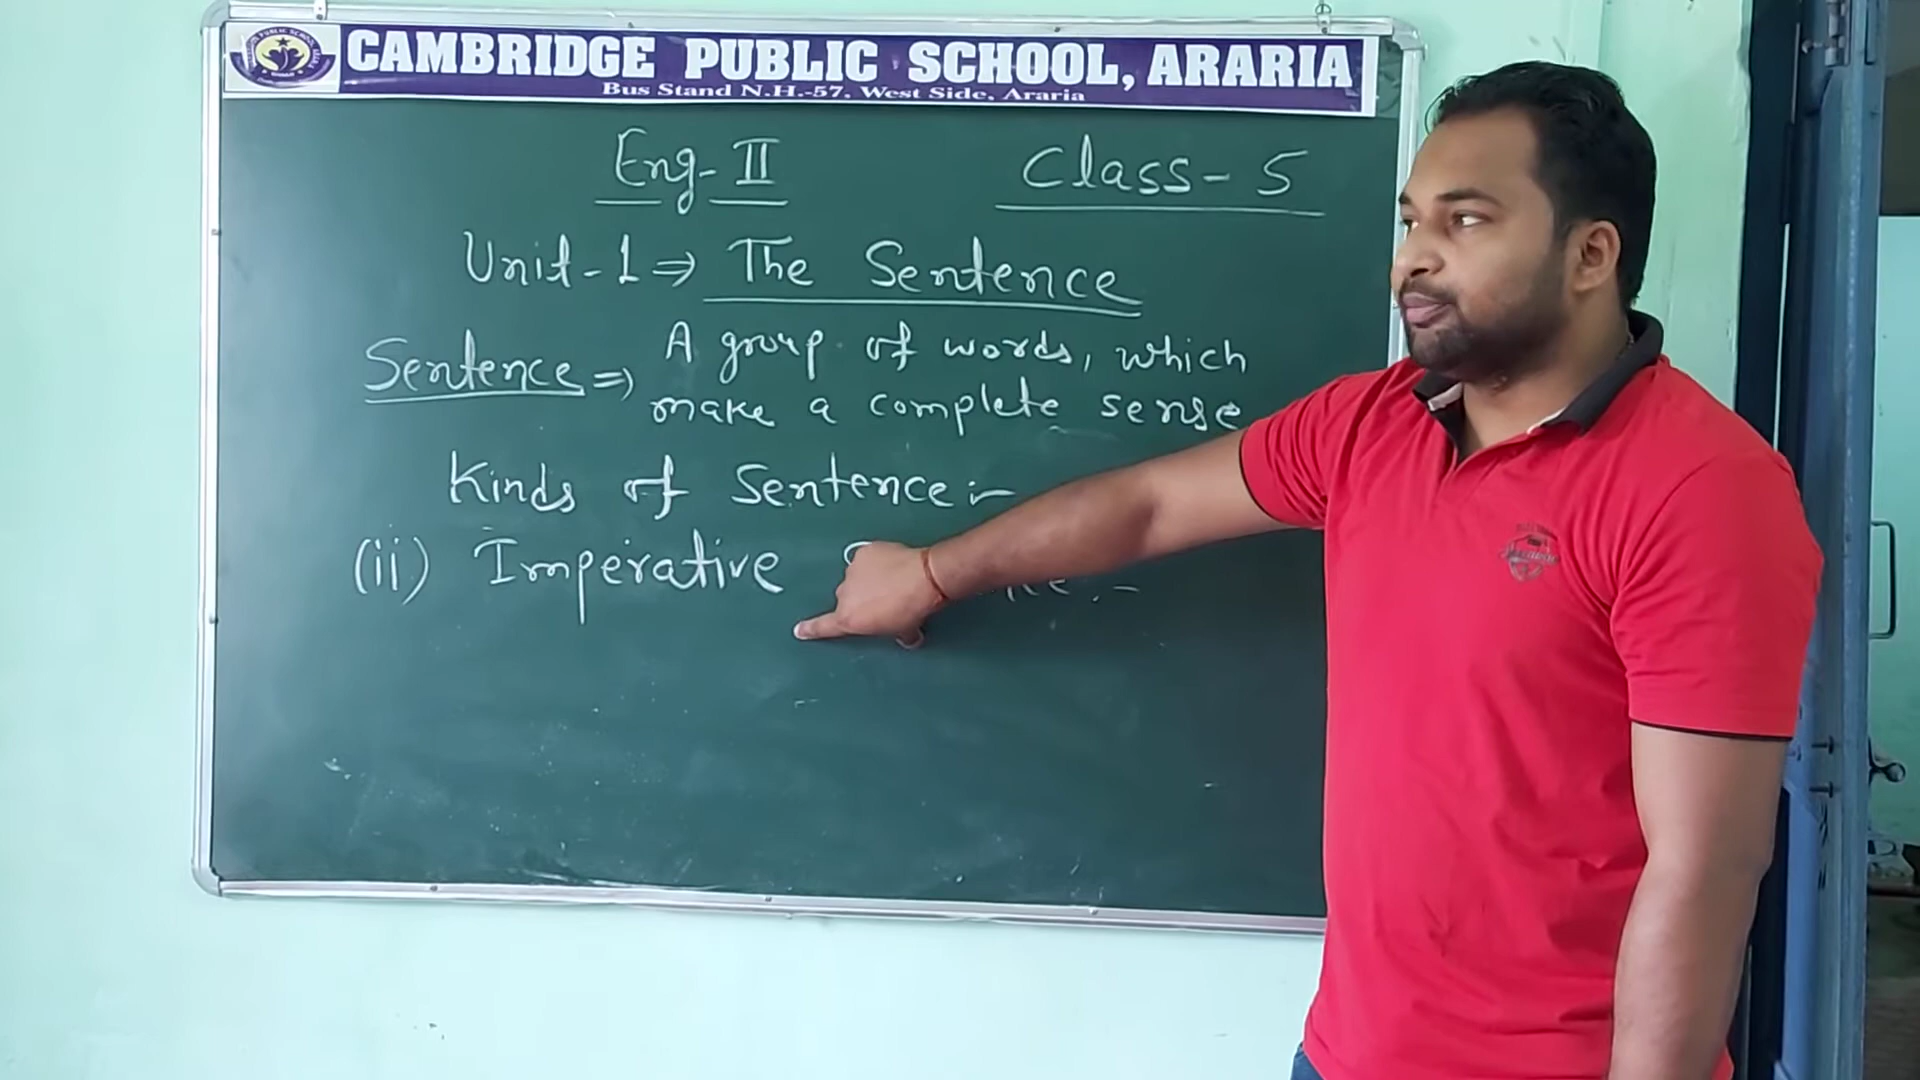 CAMBRIDGE PUBLIC SCHOOL, ARARIA
Bus Stand N.H.-57, West Side, Araria
Eng-II Class-5
Unit-1 ⇒ The Sentence
Sentence ⇒ A group of words, which
make a complete sense
Kinds of Sentence :-
(ii) Imperative